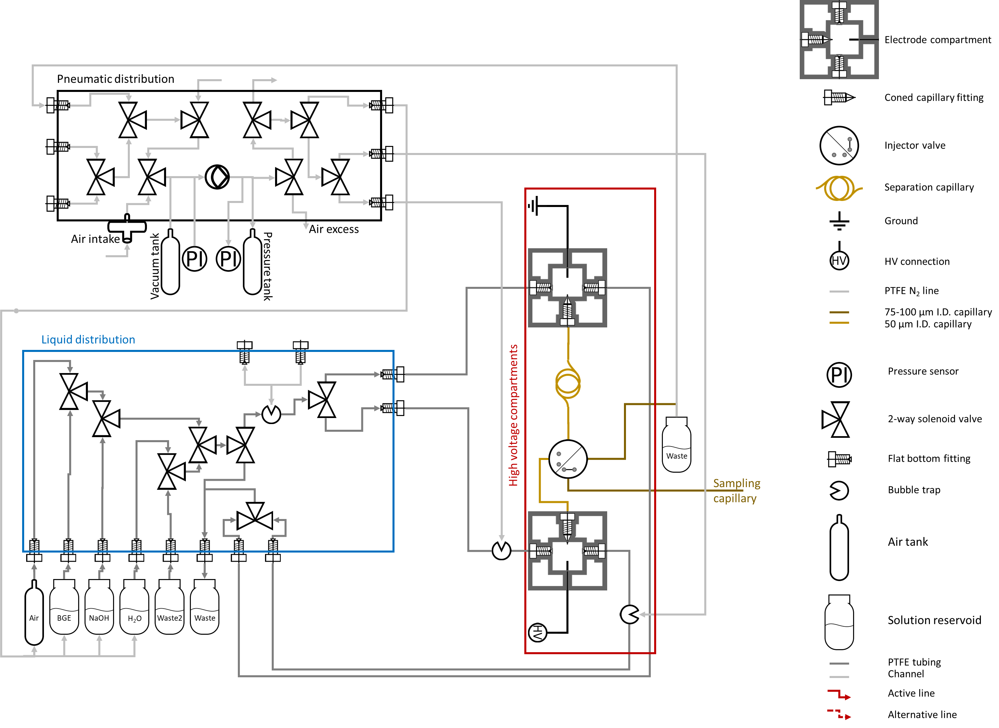 Electrode compartment
Pneumatic distribution
Coned capillary fitting
Injector valve
Separation capillary
Ground
Air excess
Air intake
Vacuum tank
PI
PI
Pressure tank
HV
HV connection
PTFE N2 line
75-100 µm I.D. capillary
50 µm I.D. capillary
Liquid distribution
High voltage compartments
PI
Pressure sensor
2-way solenoid valve
Waste
Flat bottom fitting
Sampling
capillary
Bubble trap
Air tank
Air
BGE
NaOH
H2O
Waste2
Waste
HV
Solution reservoid
PTFE tubing
Channel
Active line
Alternative line